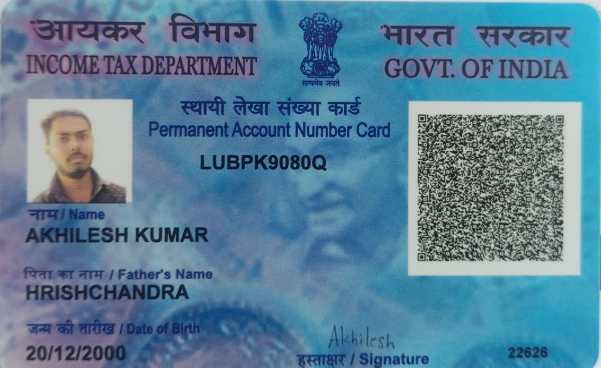 आयकर विभाग
INCOME TAX DEPARTMENT
सत्यमेव जयते
भारत सरकार
GOVT. OF INDIA
स्थायी लेखा संख्या कार्ड
Permanent Account Number Card
LUBPK9080Q
नाम / Name
AKHILESH KUMAR
पिता का नाम / Father's Name
HRISHCHANDRA
जन्म की तारीख / Date of Birth
20/12/2000
Akhilesh
हस्ताक्षर / Signature
22626